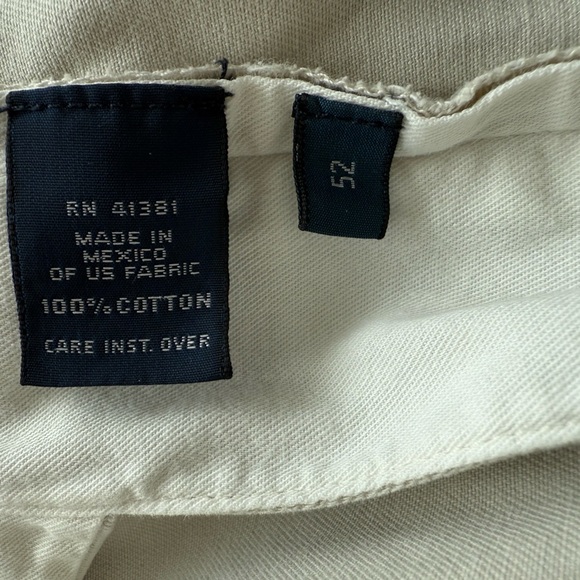 RN 41381
MADE IN
MEXICO
OF US FABRIC
100% COTTON
CARE INST. OVER
52